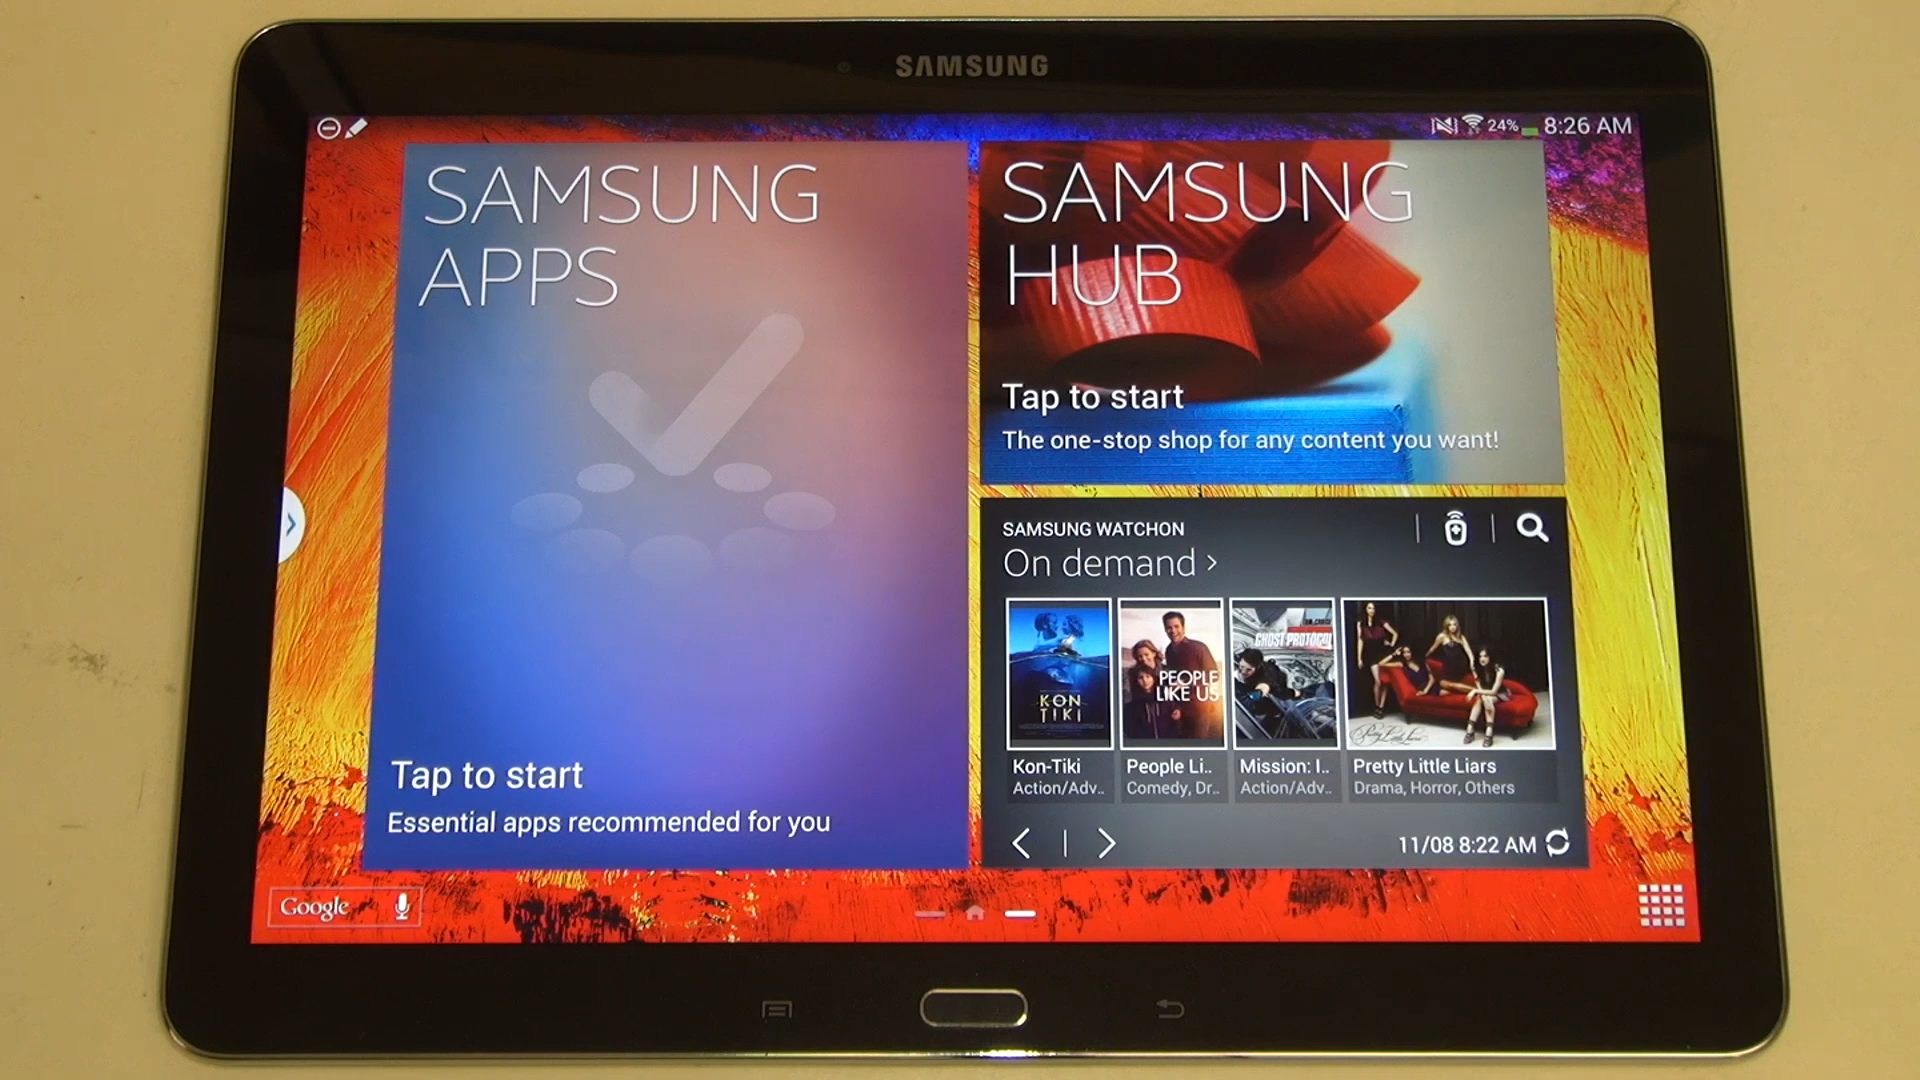 SAMSUNG
24% 8:26 AM
SAMSUNG
APPS
Tap to start
Essential apps recommended for you
SAMSUNG
HUB
Tap to start
The one-stop shop for any content you want!
SAMSUNG WATCHON
On demand >
KON
TIKI
PEOPLE
LIKE US
GHOST PROTOCOL
Pretty Little Liars
Kon-Tiki
Action/Adv..
People Li..
Comedy, Dr..
Mission: I..
Action/Adv..
Pretty Little Liars
Drama, Horror, Others
11/08 8:22 AM
Google